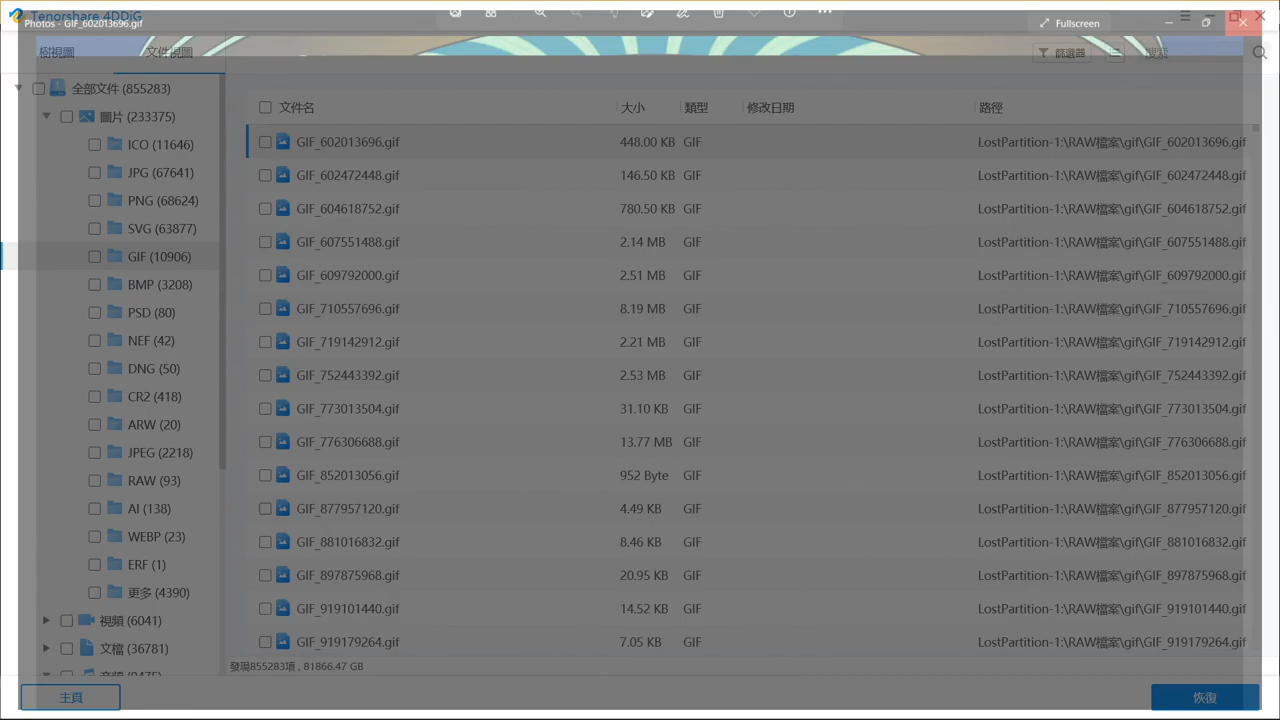 Tenorshare 4DDiG
Photos - GIF_602013696.gif
Fullscreen
樹視圖
文件視圖
篩選器
搜索
全部文件 (855283)
圖片 (233375)
ICO (11646)
JPG (67641)
PNG (68624)
SVG (63877)
GIF (10906)
BMP (3208)
PSD (80)
NEF (42)
DNG (50)
CR2 (418)
ARW (20)
JPEG (2218)
RAW (93)
AI (138)
WEBP (23)
ERF (1)
更多 (4390)
視頻 (6041)
文檔 (36781)
文件名 大小 類型 修改日期 路徑
GIF_602013696.gif 448.00 KB GIF LostPartition-1:\RAW檔案\gif\GIF_602013696.gif
GIF_602472448.gif 146.50 KB GIF LostPartition-1:\RAW檔案\gif\GIF_602472448.gif
GIF_604618752.gif 780.50 KB GIF LostPartition-1:\RAW檔案\gif\GIF_604618752.gif
GIF_607551488.gif 2.14 MB GIF LostPartition-1:\RAW檔案\gif\GIF_607551488.gif
GIF_609792000.gif 2.51 MB GIF LostPartition-1:\RAW檔案\gif\GIF_609792000.gif
GIF_710557696.gif 8.19 MB GIF LostPartition-1:\RAW檔案\gif\GIF_710557696.gif
GIF_719142912.gif 2.21 MB GIF LostPartition-1:\RAW檔案\gif\GIF_719142912.gif
GIF_752443392.gif 2.53 MB GIF LostPartition-1:\RAW檔案\gif\GIF_752443392.gif
GIF_773013504.gif 31.10 KB GIF LostPartition-1:\RAW檔案\gif\GIF_773013504.gif
GIF_776306688.gif 13.77 MB GIF LostPartition-1:\RAW檔案\gif\GIF_776306688.gif
GIF_852013056.gif 952 Byte GIF LostPartition-1:\RAW檔案\gif\GIF_852013056.gif
GIF_877957120.gif 4.49 KB GIF LostPartition-1:\RAW檔案\gif\GIF_877957120.gif
GIF_881016832.gif 8.46 KB GIF LostPartition-1:\RAW檔案\gif\GIF_881016832.gif
GIF_897875968.gif 20.95 KB GIF LostPartition-1:\RAW檔案\gif\GIF_897875968.gif
GIF_919101440.gif 14.52 KB GIF LostPartition-1:\RAW檔案\gif\GIF_919101440.gif
GIF_919179264.gif 7.05 KB GIF LostPartition-1:\RAW檔案\gif\GIF_919179264.gif
發現855283項 , 81866.47 GB
主頁
恢復